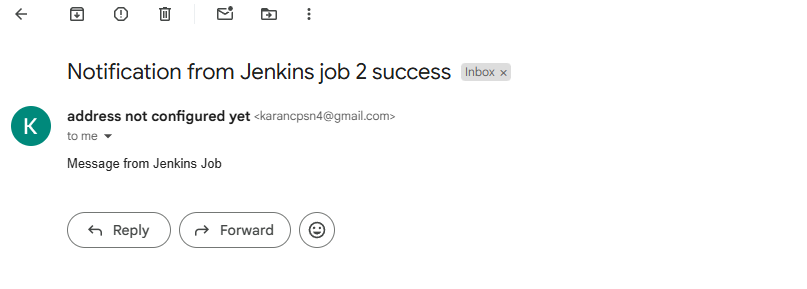 Notification from Jenkins job 2 success Inbox ×
K
address not configured yet <karancpsn4@gmail.com>
to me
Message from Jenkins Job
Reply Forward